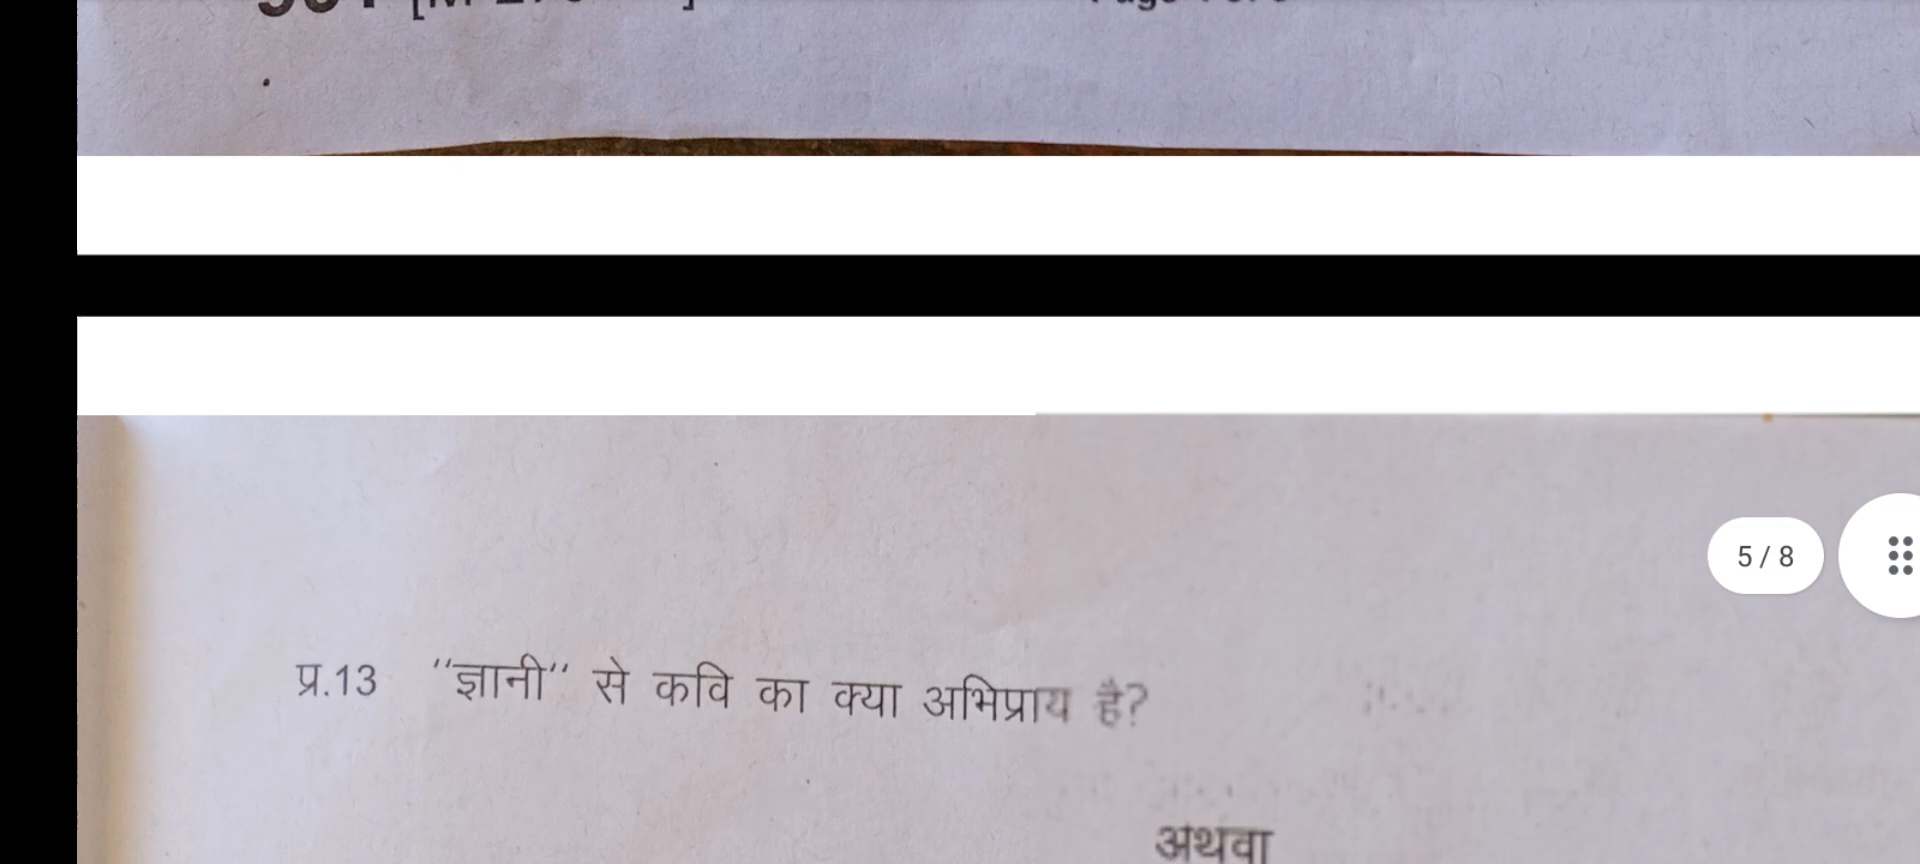 प्र.13 "ज्ञानी" से कवि का क्या अभिप्राय है?
5 / 8
अथवा